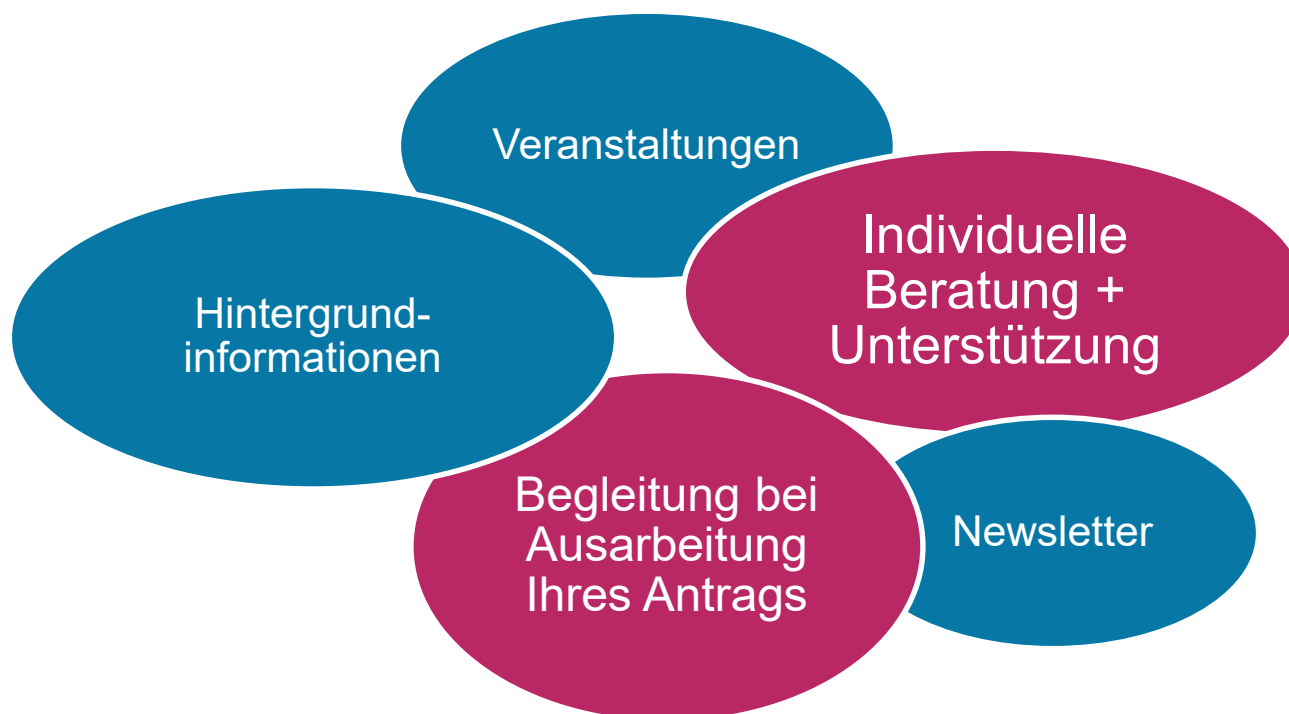 Veranstaltungen
Individuelle
Beratung +
Unterstützung
Hintergrund-
informationen
Begleitung bei
Ausarbeitung
Ihres Antrags
Newsletter